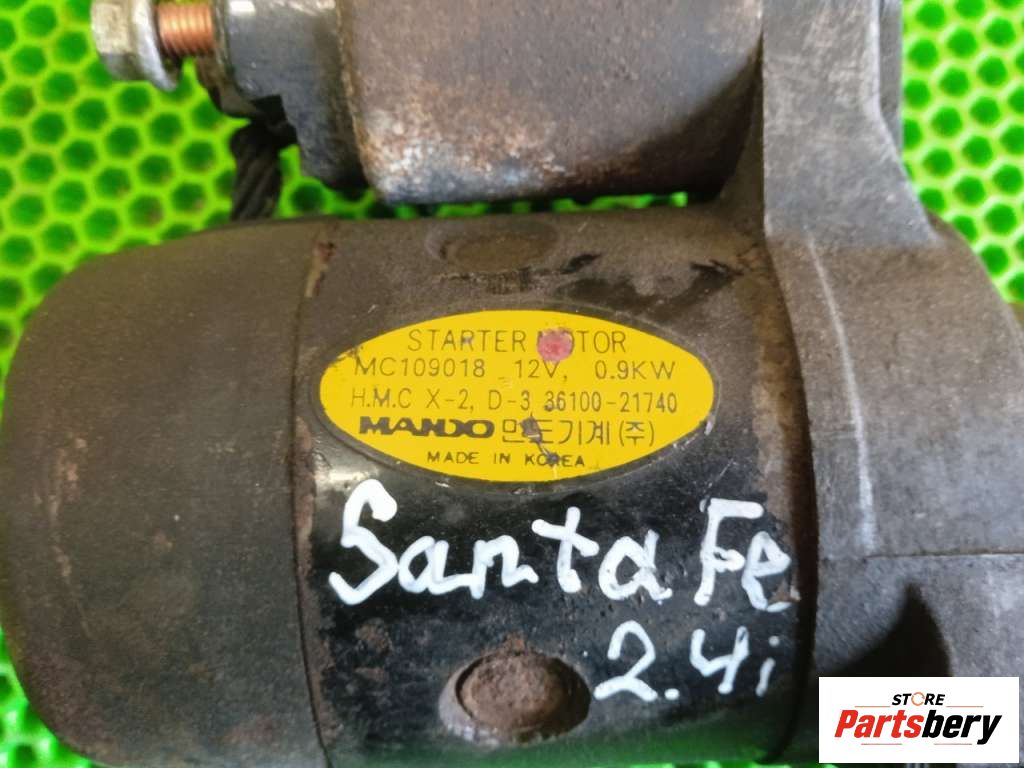 STARTER MOTOR
MC109018 12V, 0.9KW
H.M.C X-2, D-3 36100-21740
MANDO 만도기계(주)
MADE IN KOREA
Santa Fe
2.4i
STORE
Partsbery